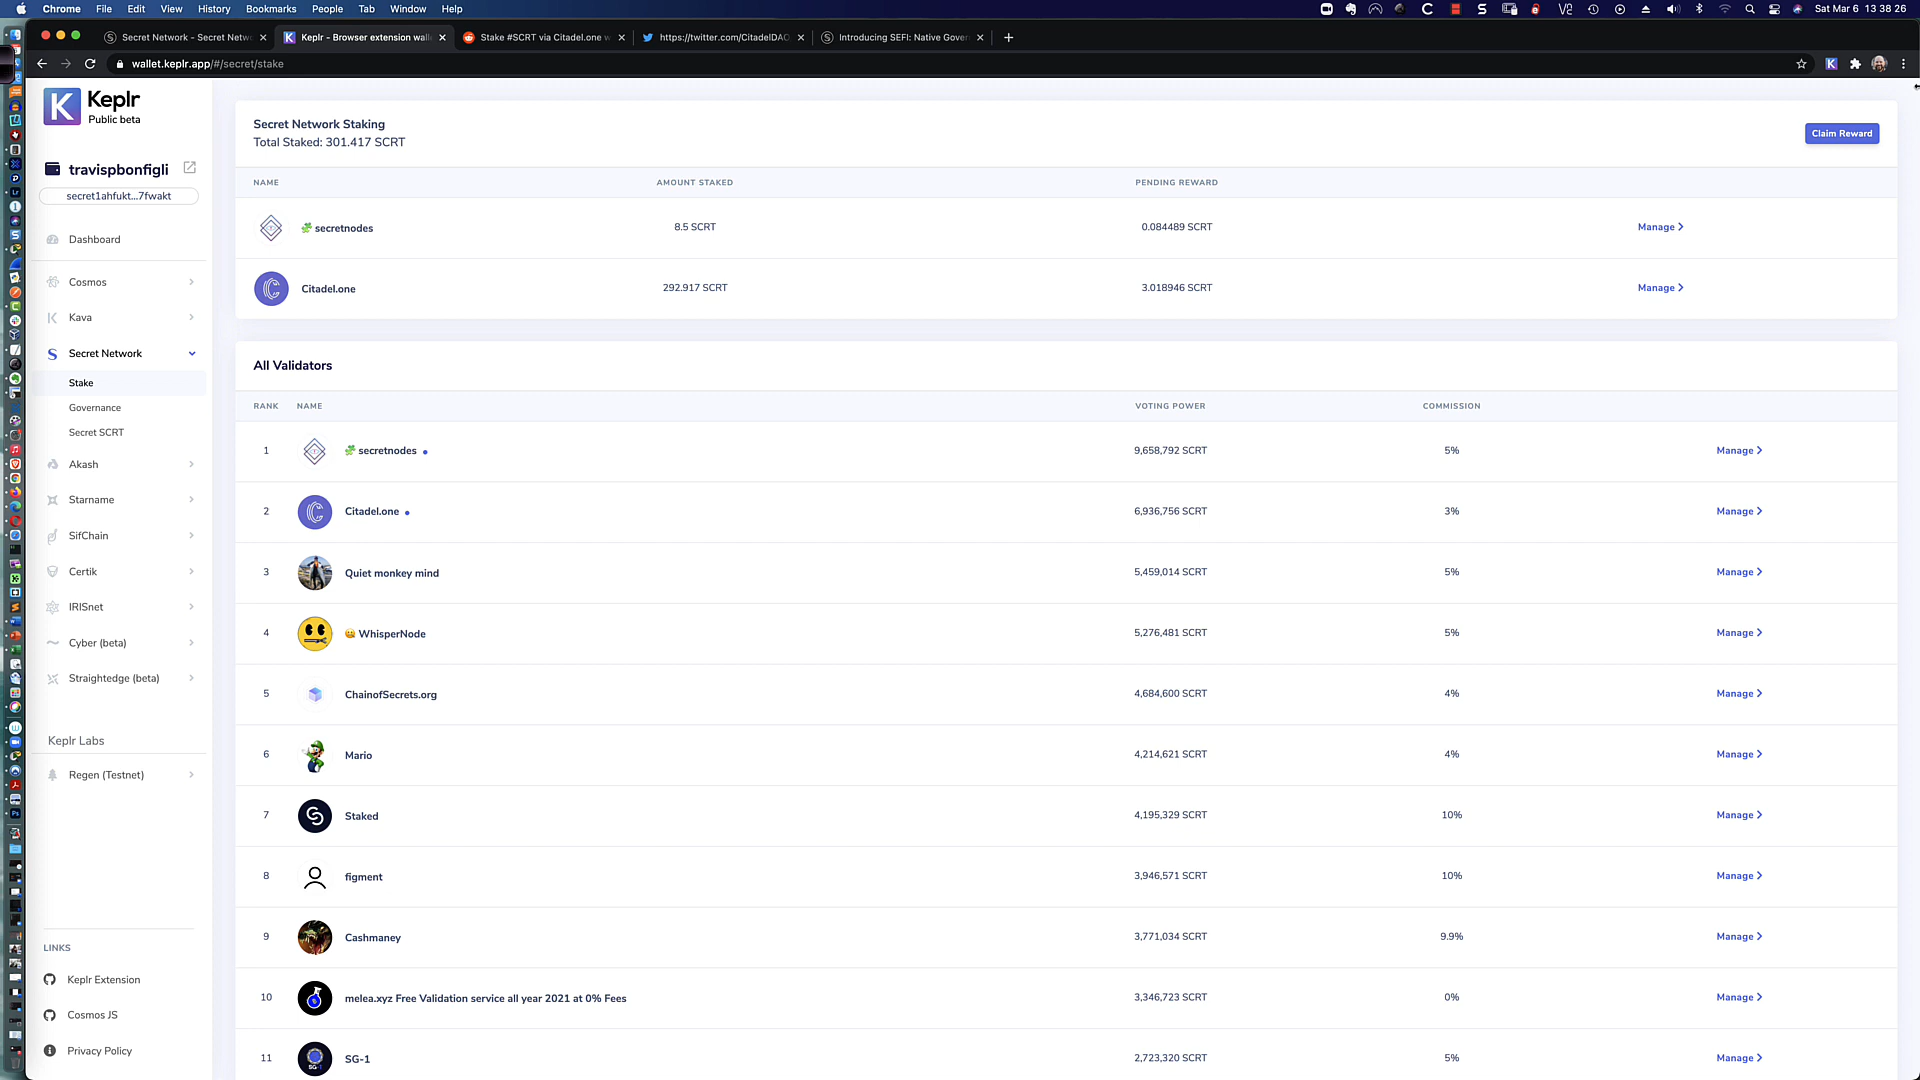 Chrome File Edit View History Bookmarks People Tab Window Help Sat Mar 6 13 38 26
Secret Network - Secret Netw Keplr - Browser extension wall Stake #SCRT via Citadel.one w https://twitter.com/CitadelDAO Introducing SEFI: Native Gover
wallet.keplr.app/#/secret/stake
Keplr
Public beta
travispbonfigli
secret1ahfukt...7fwakt
Dashboard
Cosmos
Kava
Secret Network
Stake
Governance
Secret SCRT
Akash
Starname
SifChain
Certik
IRISnet
Cyber (beta)
Straightedge (beta)
Keplr Labs
Regen (Testnet)
LINKS
Keplr Extension
Cosmos JS
Privacy Policy
Secret Network Staking
Total Staked: 301.417 SCRT
Claim Reward
NAME AMOUNT STAKED PENDING REWARD
secretnodes 8.5 SCRT 0.084489 SCRT Manage
Citadel.one 292.917 SCRT 3.018946 SCRT Manage
All Validators
RANK NAME VOTING POWER COMMISSION
1 secretnodes 9,658,792 SCRT 5% Manage
2 Citadel.one 6,936,756 SCRT 3% Manage
3 Quiet monkey mind 5,459,014 SCRT 5% Manage
4 WhisperNode 5,276,481 SCRT 5% Manage
5 ChainofSecrets.org 4,684,600 SCRT 4% Manage
6 Mario 4,214,621 SCRT 4% Manage
7 Staked 4,195,329 SCRT 10% Manage
8 figment 3,946,571 SCRT 10% Manage
9 Cashmaney 3,771,034 SCRT 9.9% Manage
10 melea.xyz Free Validation service all year 2021 at 0% Fees 3,346,723 SCRT 0% Manage
11 SG-1 2,723,320 SCRT 5% Manage